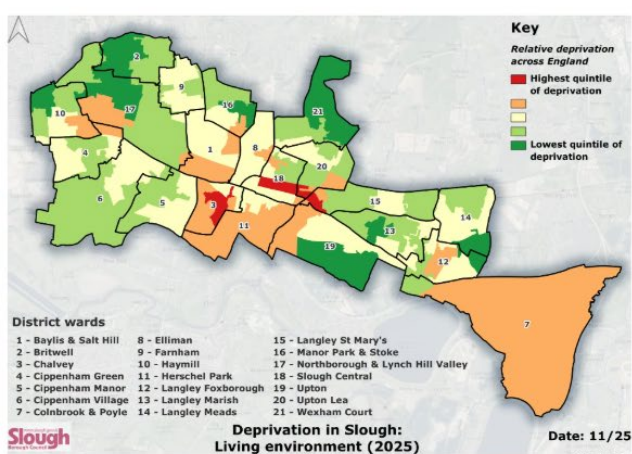 Key
Relative deprivation
across England
Highest quintile
of deprivation
Lowest quintile of
deprivation
2
9
17
16
21
10
1
8
4
20
18
6
5
3
15
14
11
13
19
12
7
District wards
1 - Baylis & Salt Hill
2 - Britwell
3 - Chalvey
4 - Cippenham Green
5 - Cippenham Manor
6 - Cippenham Village
7 - Colnbrook & Poyle
8 - Elliman
9 - Farnham
10 - Haymill
11 - Herschel Park
12 - Langley Foxborough
13 - Langley Marish
14 - Langley Meads
15 - Langley St Mary's
16 - Manor Park & Stoke
17 - Northborough & Lynch Hill Valley
18 - Slough Central
19 - Upton
20 - Upton Lea
21 - Wexham Court
Slough
Borough Council
Deprivation in Slough:
Living environment (2025)
Date: 11/25